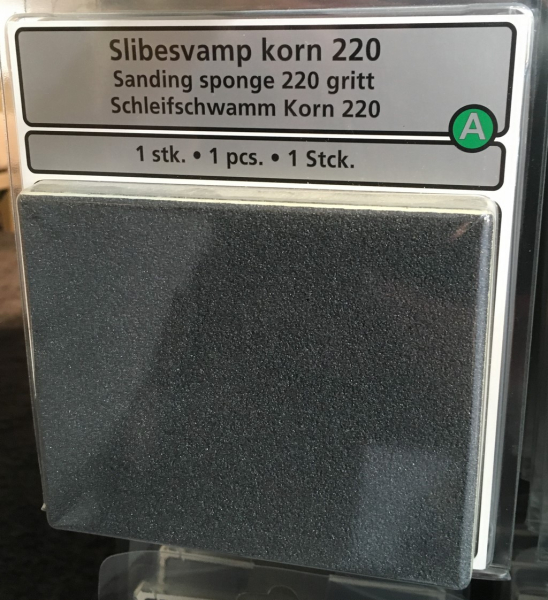 Slibesvamp korn 220
Sanding sponge 220 gritt
Schleifschwamm Korn 220
A
1 stk. • 1 pcs. • 1 Stck.